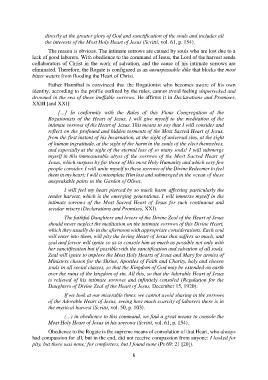 directly at the greater glory of God and sanctification of the souls and includes all
the interests of the Most Holy Heart of Jesus (Scritti, vol. 61, p. 154).
The reason is obvious. The intimate sorrows are caused by souls who are lost due to a
lack of good laborers. With obedience to the command of Jesus, the Lord of the harvest sends
collaborators of Christ in the work of salvation, and the cause of his intimate sorrows are
eliminated. Therefore, the Rogate is configured as an unsurpassable dike that blocks the most
bitter waters from flooding the Heart of Christ.
Father Hannibal is convinced that the Rogationist who becomes aware of his own
identity, according to the profile outlined by the rules, cannot avoid feeling shipwrecked and
drowned in the sea of these ineffable sorrows. He affirms it in Declarations and Promises,
XXIII [and XXI]:
[...] In conformity with the Rules of this Pious Congregation of the
Rogationists of the Heart of Jesus, I will give myself to the meditation of the
intimate sorrows of the Heart of Jesus. This means to say that I will consider and
reflect on the profound and hidden torments of the Most Sacred Heart of Jesus,
from the first instant of his Incarnation, at the sight of universal sins, at the sight
of human ingratitude, at the sight of the harm in the souls of the elect themselves,
and especially at the sight of the eternal loss of so many souls! I will submerge
myself in this immeasurable abyss of the sorrows of the Most Sacred Heart of
Jesus, which surpass by far those of His most Holy Humanity and which very few
people consider. I will unite myself to these sorrows of the Divine Redeemer to feel
them in my heart; I will contemplate Him lost and submerged in the ocean of these
unspeakable pains in the Garden of Olives.
I will feel my heart pierced by so much harm afflicting particularly the
secular harvest, which is the emerging generations. I will immerse myself in the
intimate sorrows of the Most Sacred Heart of Jesus for such continuous and
secular misery (Declarations and Promises, XXI).
The faithful Daughters and lovers of the Divine Zeal of the Heart of Jesus
should never neglect the meditation on the intimate sorrows of this Divine Heart,
which they usually do in the afternoon with appropriate considerations. Each soul
will enter into them, will pity the loving Heart of Jesus that suffers so much, and
zeal and fervor will ignite so as to console him as much as possible not only with
her sanctification but if possible with the sanctification and salvation of all souls.
Zeal will ignite to implore the Most Holy Hearts of Jesus and Mary for armies of
Ministers chosen for the Shrine, Apostles of Faith and Charity, holy and chosen
souls in all social classes, so that the Kingdom of God may be extended on earth
over the ruins of the kingdom of sin. All this, so that the Adorable Heart of Jesus
is relieved of his intimate sorrows and infinitely consoled (Regulation for the
Daughters of Divine Zeal of the Heart of Jesus, December 15, 1920).
If we look at our miserable times, we cannot avoid sharing in the sorrows
of the Adorable Heart of Jesus, seeing how much scarcity of laborers there is in
the mystical harvest (Scritti, vol. 50, p. 103).
(...) in obedience to this command, we find a great means to console the
Most Holy Heart of Jesus in his sorrows (Scritti, vol. 61, p. 154).
Obedience to the Rogate is the supreme means of consolation of that Heart, who always
had compassion for all, but in the end, did not receive compassion from anyone: I looked for
pity, but there was none; for comforters, but I found none (Ps 69: 21 [20]).
6